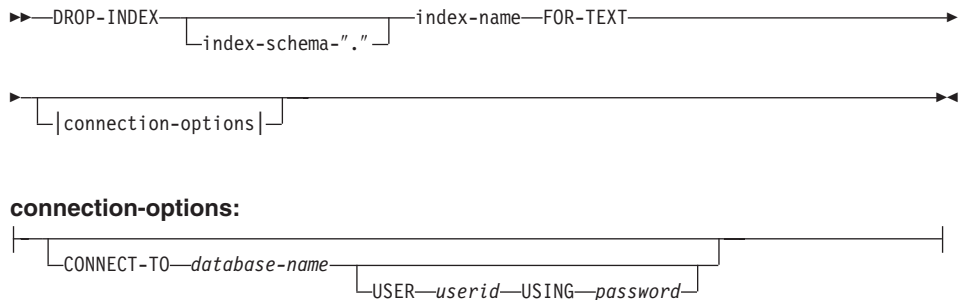 DROP-INDEX index-name FOR-TEXT
index-schema-"."
|connection-options|
connection-options:
CONNECT-TO database-name
USER userid USING password